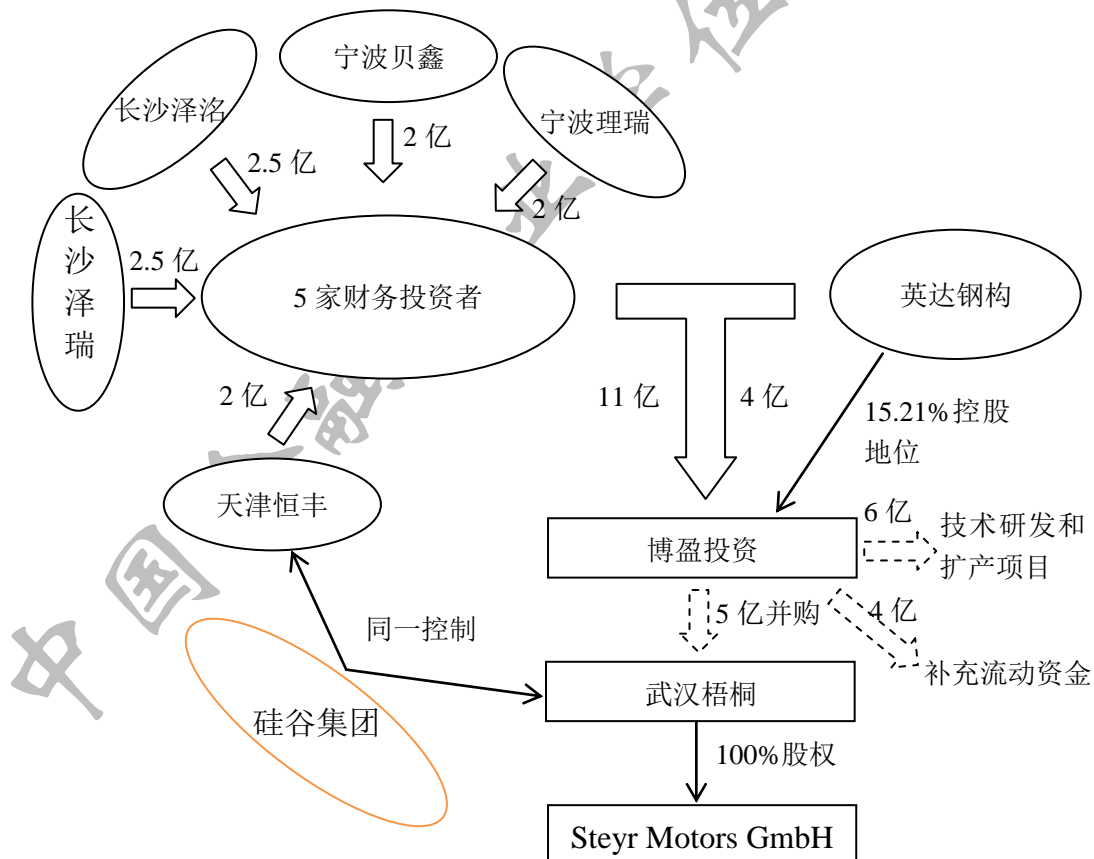 宁波贝鑫
长沙泽洺
宁波理瑞
2 亿
2.5 亿
2 亿
长
沙
泽
瑞
2.5 亿
5 家财务投资者
英达钢构
2 亿
11 亿
4 亿
15.21%控股
地位
天津恒丰
6 亿
技术研发和
扩产项目
博盈投资
5 亿并购
4 亿
同一控制
补充流动资金
武汉梧桐
硅谷集团
100%股权
Steyr Motors GmbH
中国
融
业
位